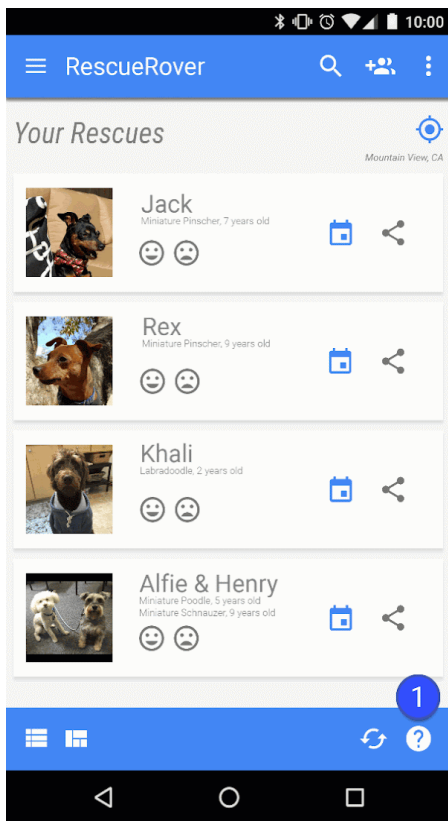 10:00
RescueRover
Your Rescues
Mountain View, CA
Jack
Miniature Pinscher, 7 years old
Rex
Miniature Pinscher, 9 years old
Khali
Labradoodle, 2 years old
Alfie & Henry
Miniature Poodle, 5 years old
Miniature Schnauzer, 9 years old
1
?